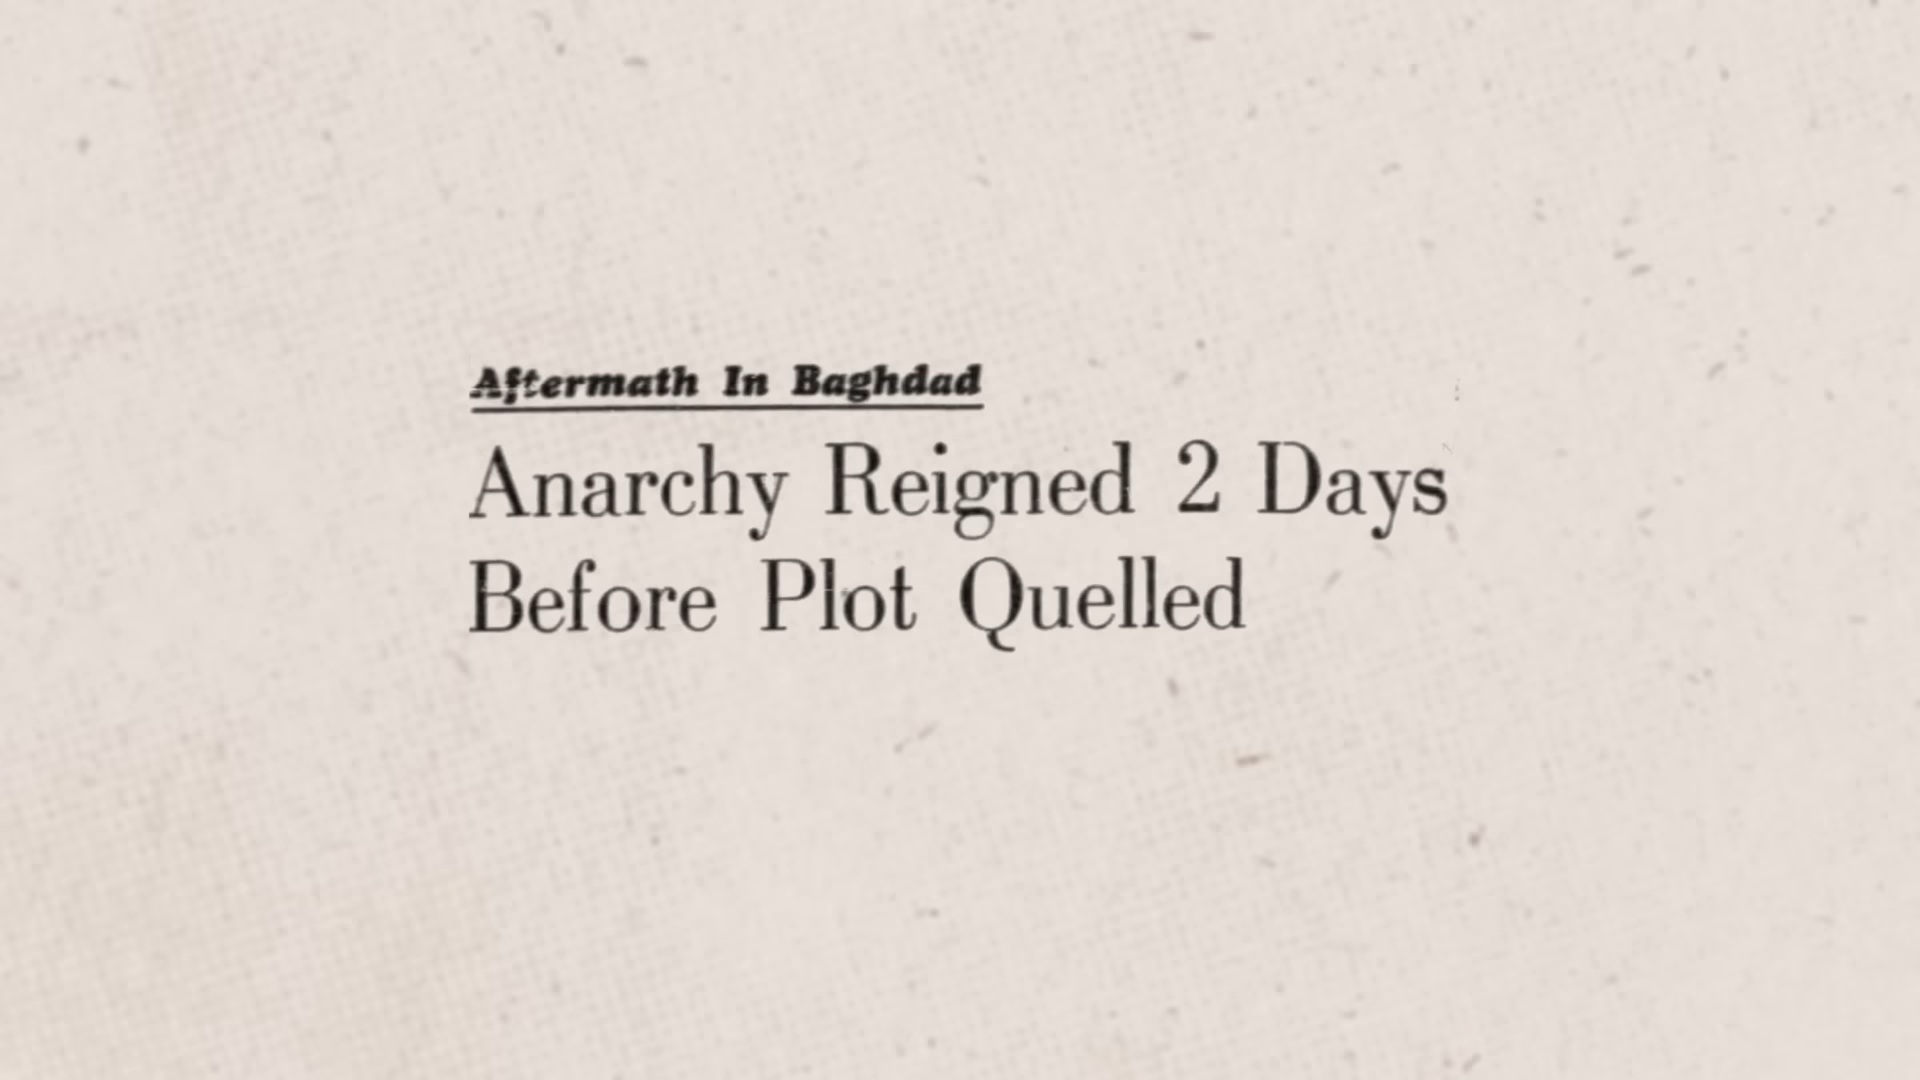 Aftermath In Baghdad
Anarchy Reigned 2 Days
Before Plot Quelled